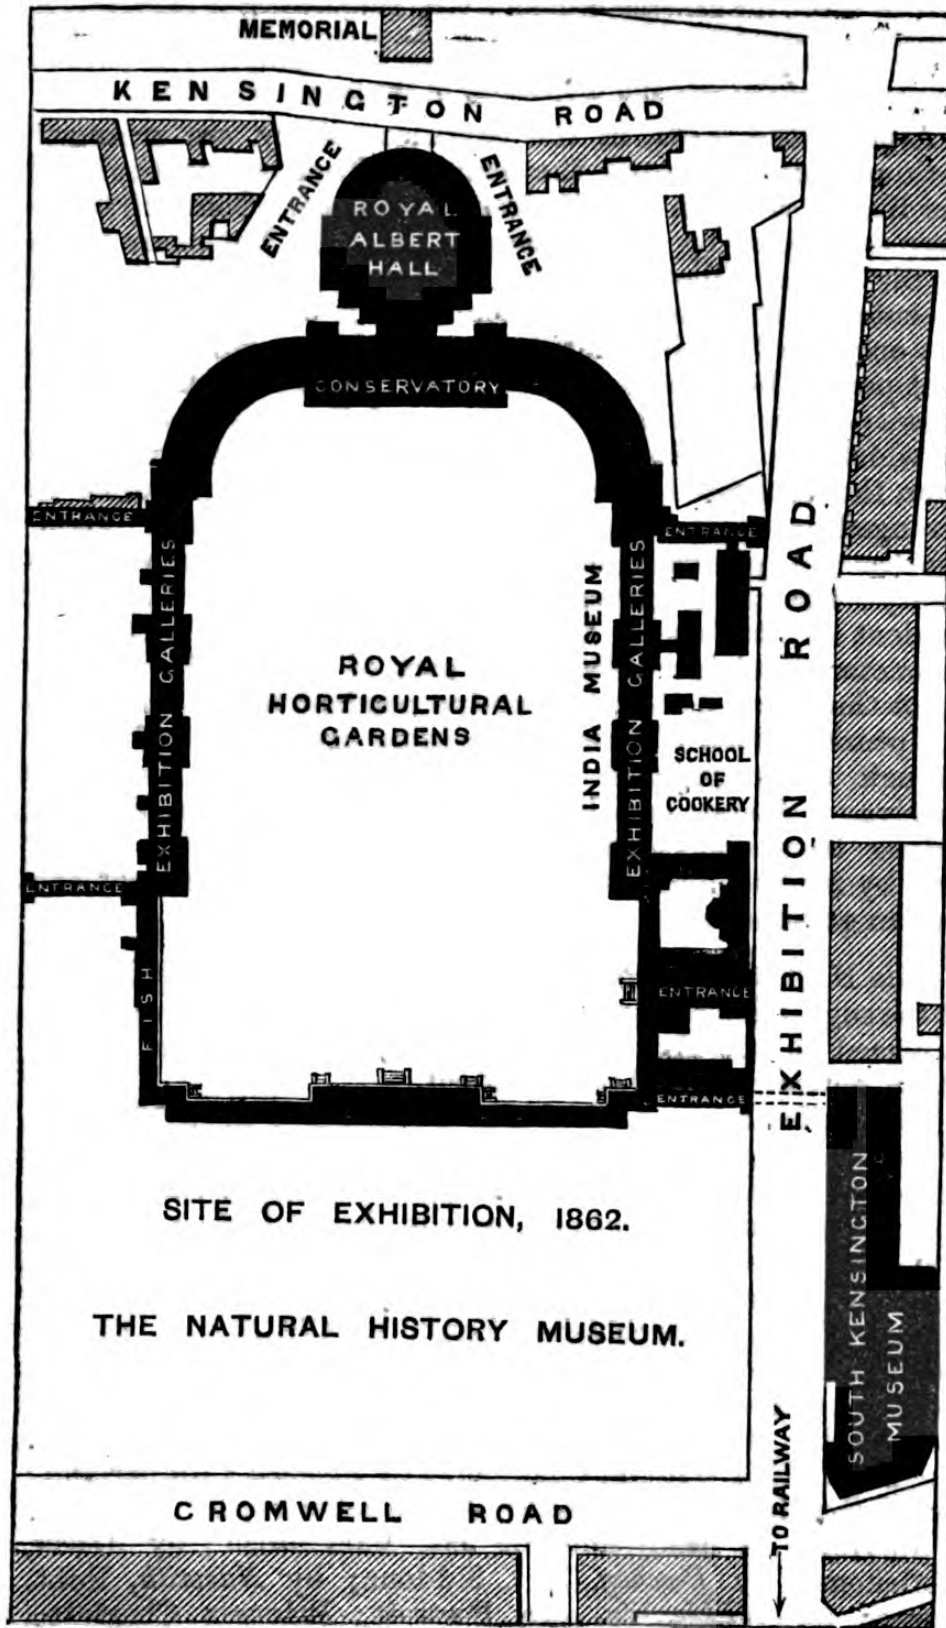 MEMORIAL
KENSINGTON ROAD
ENTRANCE
ENTRANCE
ROYAL
ALBERT
HALL
CONSERVATORY
ENTRANCE
ENTRANCE
EXHIBITION GALLERIES
INDIA MUSEUM
EXHIBITION GALLERIES
ROYAL
HORTICULTURAL
GARDENS
SCHOOL
OF
COOKERY
EXHIBITION ROAD
ENTRANCE
FISH
ENTRANCE
ENTRANCE
SITE OF EXHIBITION, 1862.
THE NATURAL HISTORY MUSEUM.
SOUTH KENSINGTON
MUSEUM
TO RAILWAY
CROMWELL ROAD